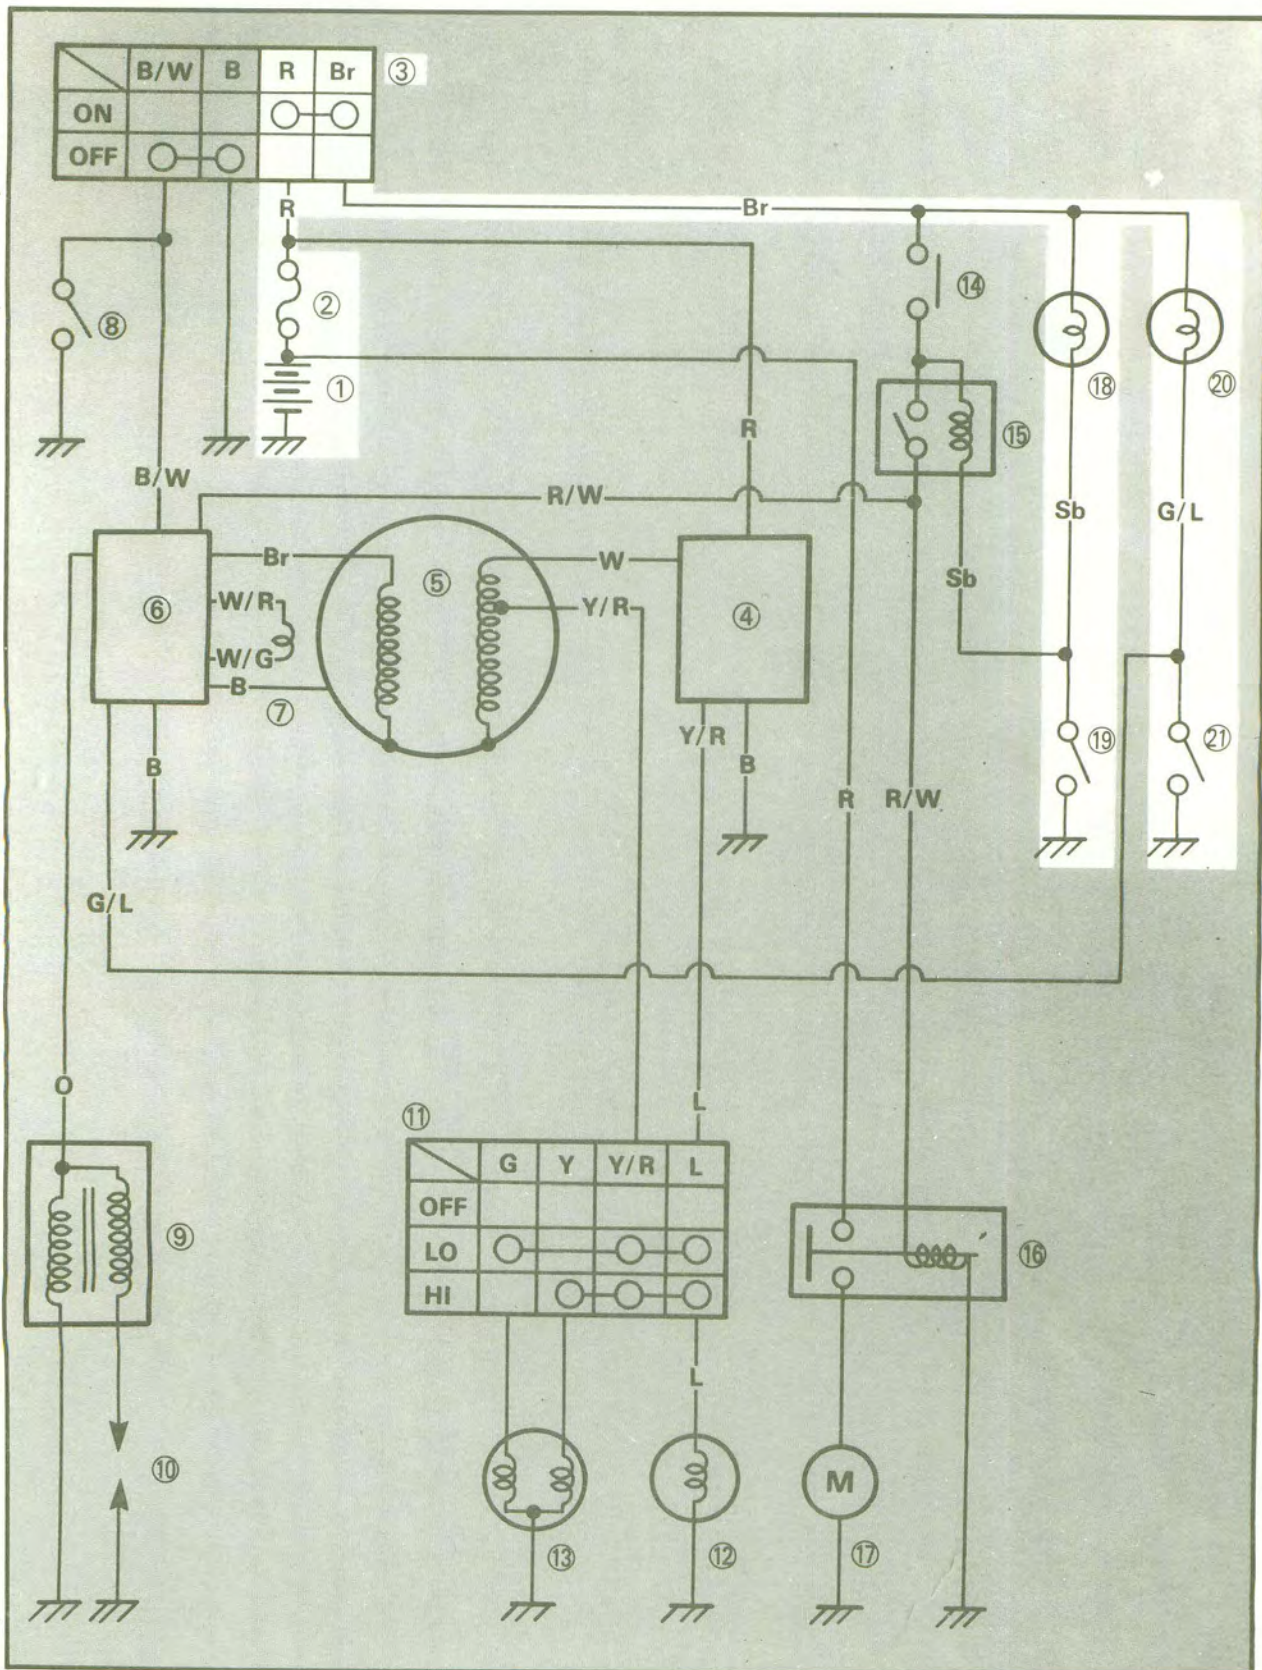 B/W B R Br ③
ON
OFF
R
Br
②
⑧
⑭
①
⑱
⑳
R
⑮
B/W
R/W
Sb
G/L
Br
⑤
W
Sb
W/R
Y/R
⑥
④
W/G
B
⑦
Y/R
⑲
㉑
B
B
R
R/W
G/L
O
L
⑪
G Y Y/R L
OFF
LO
⑨
⑯
HI
L
⑩
M
⑬
⑫
⑰